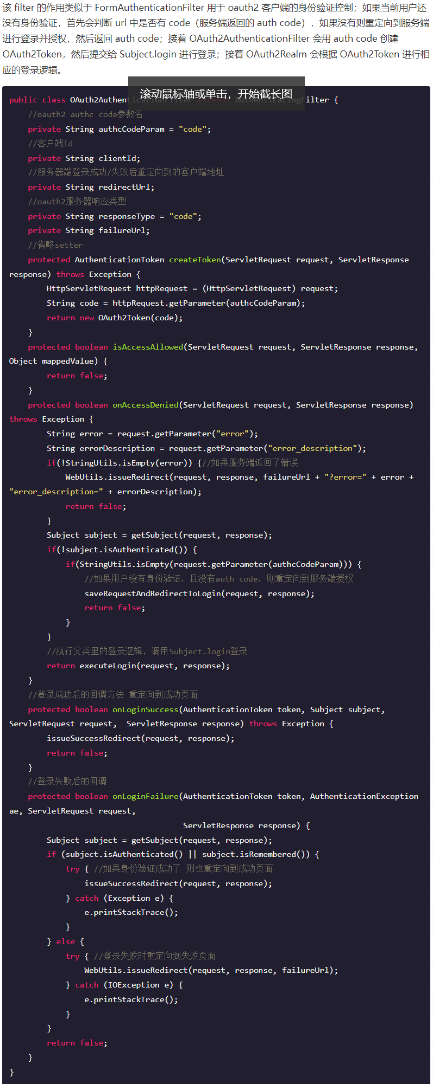 该 filter 的作用类似于 FormAuthenticationFilter 用于 oauth2 客户端的身份验证控制；如果当前用户还
没有身份验证，首先会判断 url 中是否有 code（服务端返回的 auth code），如果没有则重定向到服务端
进行登录并授权，然后返回 auth code；接着 OAuth2AuthenticationFilter 会用 auth code 创建
OAuth2Token，然后提交给 Subject.login 进行登录；接着 OAuth2Realm 会根据 OAuth2Token 进行相
应的登录逻辑。
滚动鼠标轴或单击，开始截长图
public class OAuth2Authen Filter {
//oauth2 authc code参数名
private String authcCodeParam = "code";
//客户端id
private String clientId;
//服务器端登录成功/失败后重定向到的客户端地址
private String redirectUrl;
//oauth2服务器响应类型
private String responseType = "code";
private String failureUrl;
//省略setter
protected AuthenticationToken createToken(ServletRequest request, ServletResponse
response) throws Exception {
HttpServletRequest httpRequest = (HttpServletRequest) request;
String code = httpRequest.getParameter(authcCodeParam);
return new OAuth2Token(code);
}
protected boolean isAccessAllowed(ServletRequest request, ServletResponse response,
Object mappedValue) {
return false;
}
protected boolean onAccessDenied(ServletRequest request, ServletResponse response)
throws Exception {
String error = request.getParameter("error");
String errorDescription = request.getParameter("error_description");
if(!StringUtils.isEmpty(error)) {//如果服务端返回了错误
WebUtils.issueRedirect(request, response, failureUrl + "?error=" + error +
"error_description=" + errorDescription);
return false;
}
Subject subject = getSubject(request, response);
if(!subject.isAuthenticated()) {
if(StringUtils.isEmpty(request.getParameter(authcCodeParam))) {
//如果用户没有身份验证，且没有auth code，则重定向到服务端授权
saveRequestAndRedirectToLogin(request, response);
return false;
}
}
//执行父类里的登录逻辑，调用Subject.login登录
return executeLogin(request, response);
}
//登录成功后的回调方法 重定向到成功页面
protected boolean onLoginSuccess(AuthenticationToken token, Subject subject,
ServletRequest request, ServletResponse response) throws Exception {
issueSuccessRedirect(request, response);
return false;
}
//登录失败后的回调
protected boolean onLoginFailure(AuthenticationToken token, AuthenticationException
ae, ServletRequest request,
ServletResponse response) {
Subject subject = getSubject(request, response);
if (subject.isAuthenticated() || subject.isRemembered()) {
try { //如果身份验证成功了 则也重定向到成功页面
issueSuccessRedirect(request, response);
} catch (Exception e) {
e.printStackTrace();
}
} else {
try { //登录失败时重定向到失败页面
WebUtils.issueRedirect(request, response, failureUrl);
} catch (IOException e) {
e.printStackTrace();
}
}
return false;
}
}